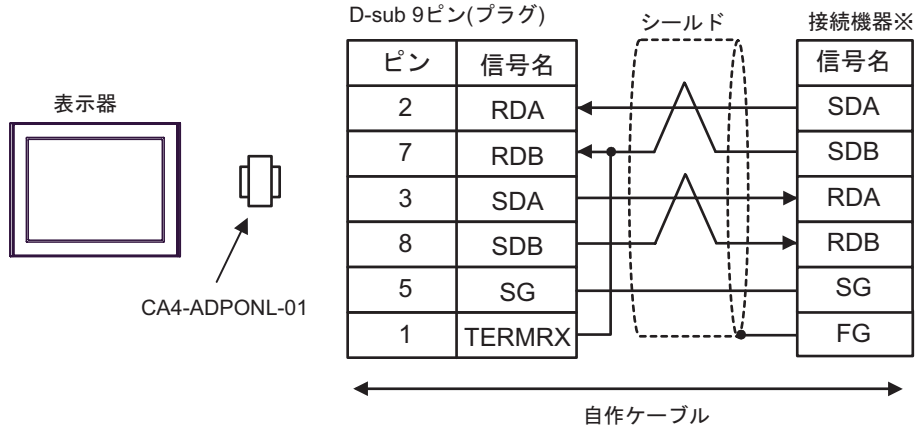 D-sub 9ピン(プラグ)
シールド
接続機器※
表示器
CA4-ADPONL-01
ピン 信号名 信号名
2 RDA SDA
7 RDB SDB
3 SDA RDA
8 SDB RDB
5 SG SG
1 TERMRX FG
自作ケーブル